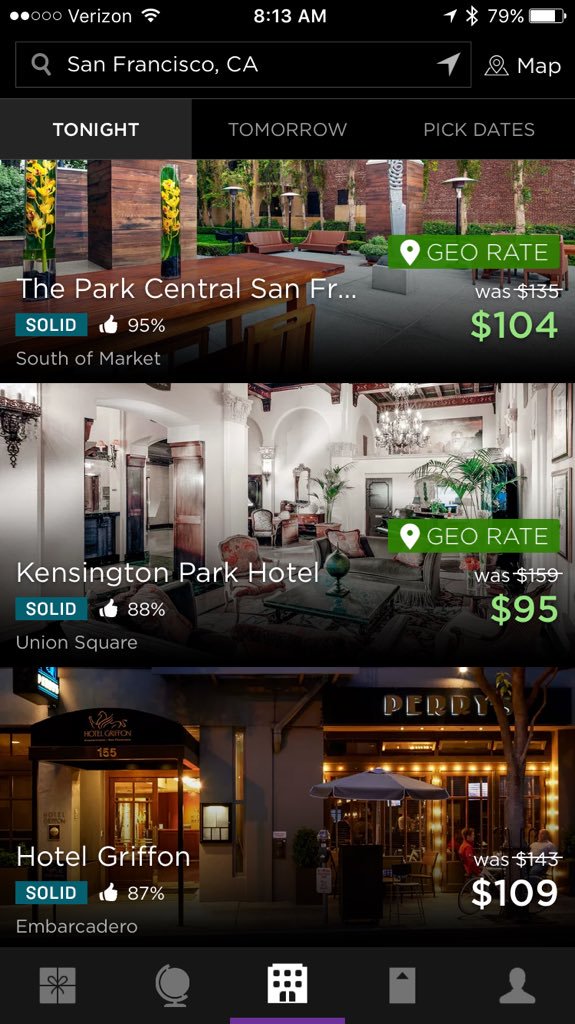 Verizon 8:13 AM 79%
San Francisco, CA Map
TONIGHT TOMORROW PICK DATES
GEO RATE
The Park Central San Fr... was $135
SOLID 95% $104
South of Market
GEO RATE
Kensington Park Hotel was $159
SOLID 88% $95
Union Square
HOTEL GRIFFON
155
PERRY'S
Hotel Griffon was $143
SOLID 87% $109
Embarcadero